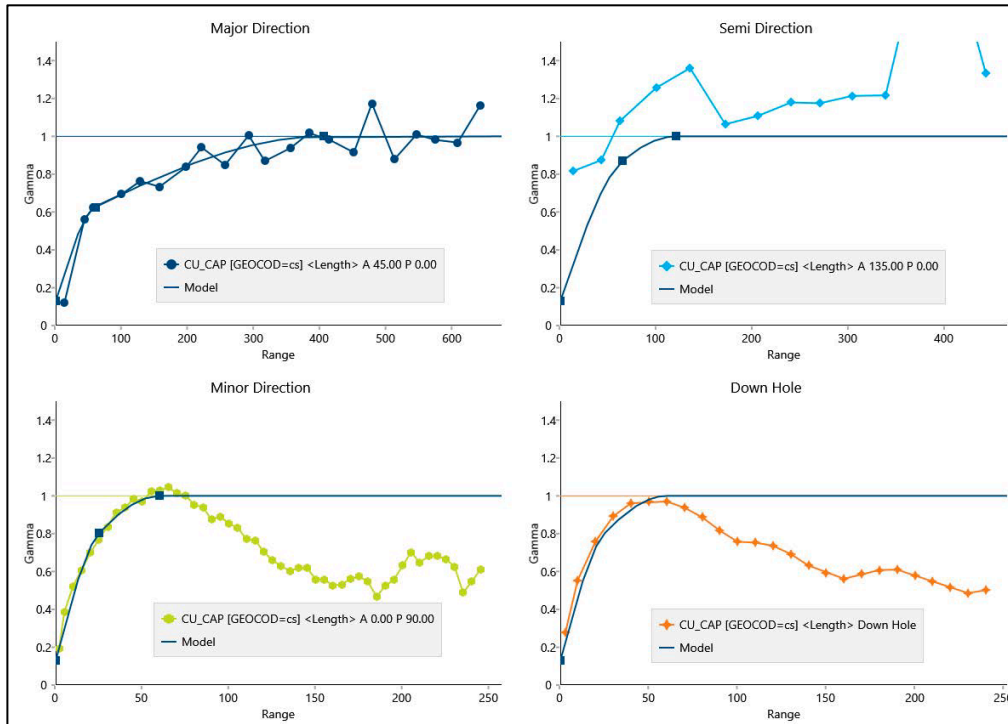 Major Direction
1.4
1.2
1
0.8
0.6
0.4
0.2
0
Gamma
CU_CAP [GEOCOD=cs] <Length> A 45.00 P 0.00
Model
0 100 200 300 400 500 600
Range
Semi Direction
1.4
1.2
1
0.8
0.6
0.4
0.2
0
Gamma
CU_CAP [GEOCOD=cs] <Length> A 135.00 P 0.00
Model
0 100 200 300 400
Range
Minor Direction
1.4
1.2
1
0.8
0.6
0.4
0.2
0
Gamma
CU_CAP [GEOCOD=cs] <Length> A 0.00 P 90.00
Model
0 50 100 150 200 250
Range
Down Hole
1.4
1.2
1
0.8
0.6
0.4
0.2
0
Gamma
CU_CAP [GEOCOD=cs] <Length> Down Hole
Model
0 50 100 150 200 250
Range